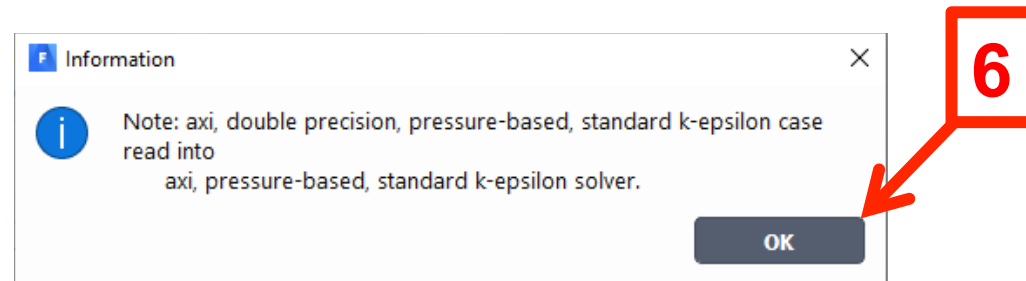 F Information
6
Note: axi, double precision, pressure-based, standard k-epsilon case
read into
axi, pressure-based, standard k-epsilon solver.
OK